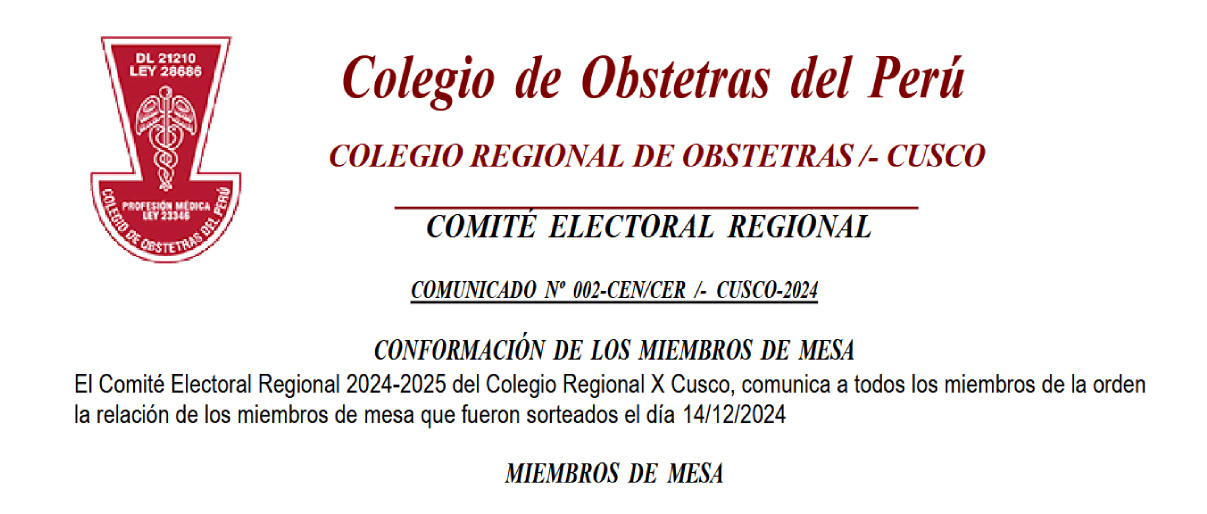 DL 21210
LEY 28686
PROFESIÓN MÉDICA
LEY 23346
COLEGIO DE OBSTETRAS DEL PERÚ
Colegio de Obstetras del Perú
COLEGIO REGIONAL DE OBSTETRAS /- CUSCO
COMITÉ ELECTORAL REGIONAL
COMUNICADO Nº 002-CEN/CER /- CUSCO-2024
CONFORMACIÓN DE LOS MIEMBROS DE MESA
El Comité Electoral Regional 2024-2025 del Colegio Regional X Cusco, comunica a todos los miembros de la orden
la relación de los miembros de mesa que fueron sorteados el día 14/12/2024
MIEMBROS DE MESA